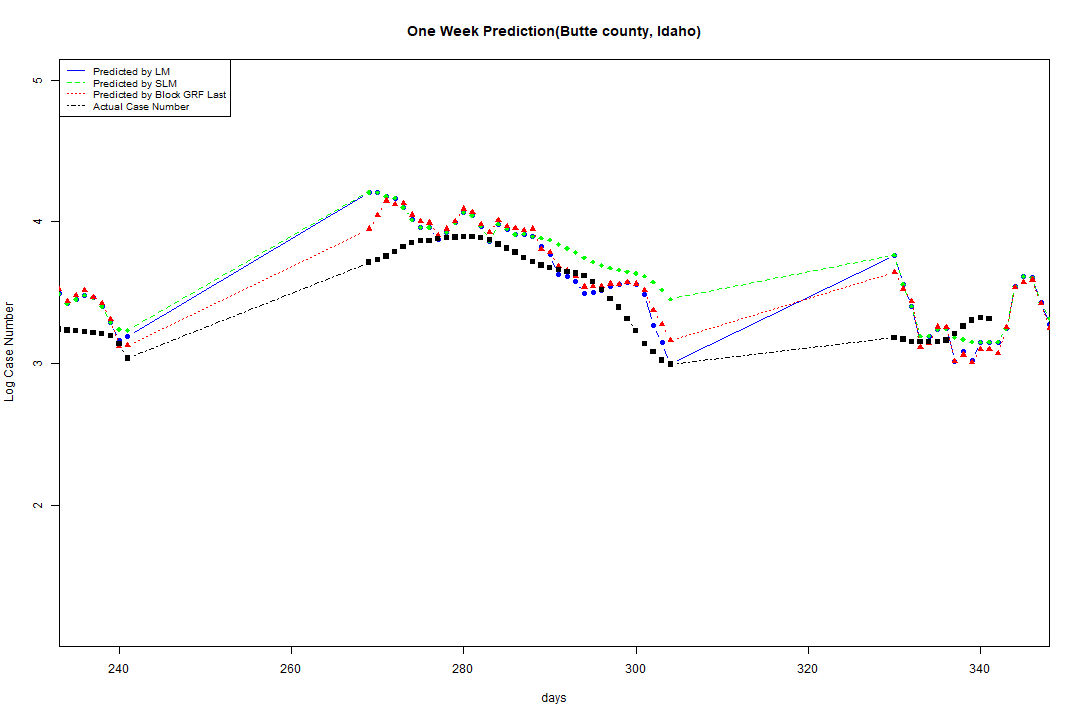 One Week Prediction(Butte county, Idaho)
Predicted by LM
Predicted by SLM
Predicted by Block GRF Last
Actual Case Number
5
4
3
2
Log Case Number
240
260
280
300
320
340
days